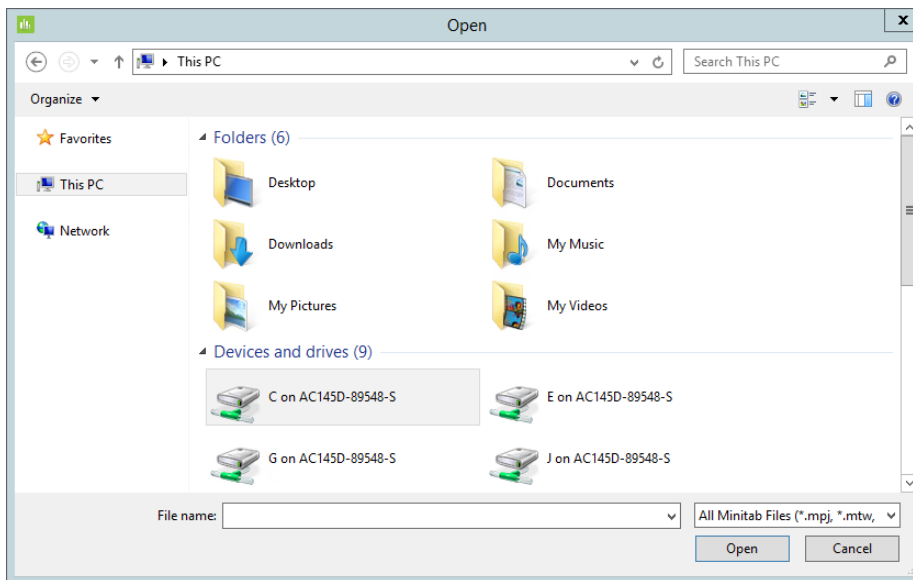 Open
This PC
Search This PC
Organize
Favorites
Folders (6)
Desktop
Documents
This PC
Network
Downloads
My Music
My Pictures
My Videos
Devices and drives (9)
C on AC145D-89548-S
E on AC145D-89548-S
G on AC145D-89548-S
J on AC145D-89548-S
File name:
All Minitab Files (*.mpj, *.mtw,
Open
Cancel